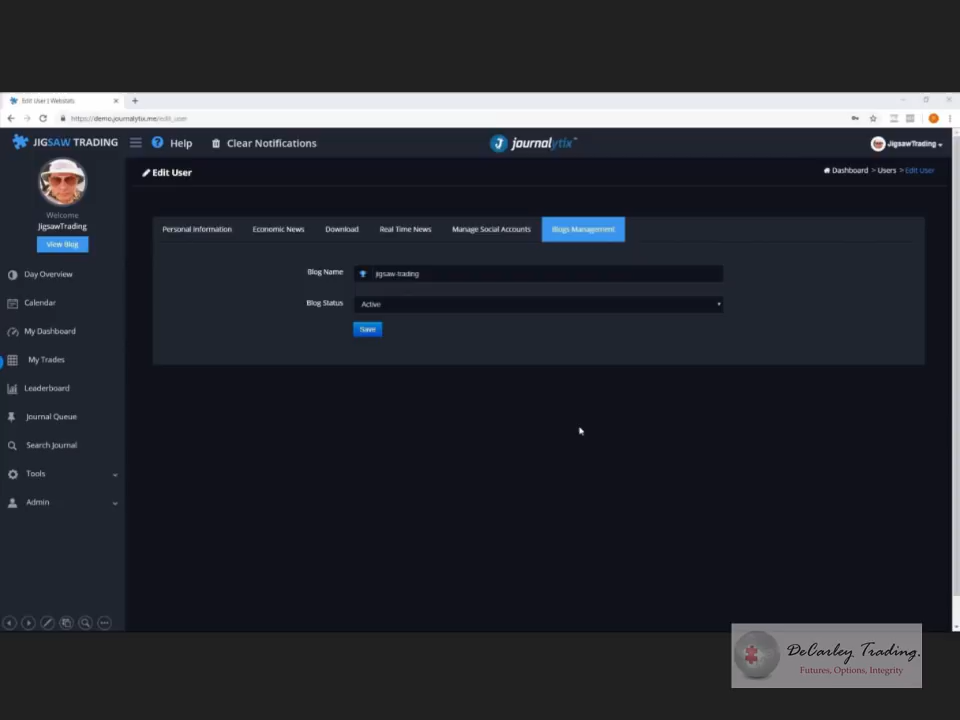 Edit User | Webstats
https://demo.journalytix.me/edit_user
JIGSAW TRADING
Help
Clear Notifications
journalytix™
JigsawTrading
Edit User
Dashboard > Users > Edit User
Welcome
JigsawTrading
View Blog
Personal Information
Economic News
Download
Real Time News
Manage Social Accounts
Blogs Management
Blog Name
jigsaw-trading
Blog Status
Active
Save
Day Overview
Calendar
My Dashboard
My Trades
Leaderboard
Journal Queue
Search Journal
Tools
Admin
DeCarley Trading.
Futures, Options, Integrity